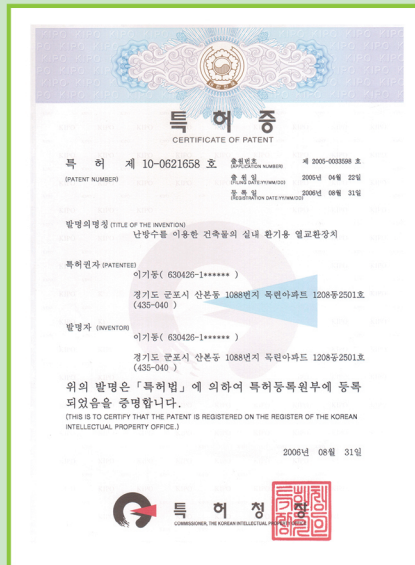 특 허 증
CERTIFICATE OF PATENT
특 허 제 10-0621658 호
(PATENT NUMBER)
출원번호 제 2005-0033598 호
(APPLICATION NUMBER)
출 원 일 2005년 04월 22일
(FILING DATE:YY/MM/DD)
등 록 일 2006년 08월 31일
(REGISTRATION DATE:YY/MM/DD)
발명의명칭 (TITLE OF THE INVENTION)
난방수를 이용한 건축물의 실내 환기용 열교환장치
특허권자 (PATENTEE)
이기동( 630426-1****** )
경기도 군포시 산본동 1088번지 목련아파트 1208동2501호
(435-040 )
발명자 (INVENTOR)
이기동( 630426-1****** )
경기도 군포시 산본동 1088번지 목련아파트 1208동2501호
(435-040 )
위의 발명은「특허법」에 의하여 특허등록원부에 등록
되었음을 증명합니다.
(THIS IS TO CERTIFY THAT THE PATENT IS REGISTERED ON THE REGISTER OF THE KOREAN
INTELLECTUAL PROPERTY OFFICE.)
2006년 08월 31일
특 허 청 장
COMMISSIONER, THE KOREAN INTELLECTUAL PROPERTY OFFICE